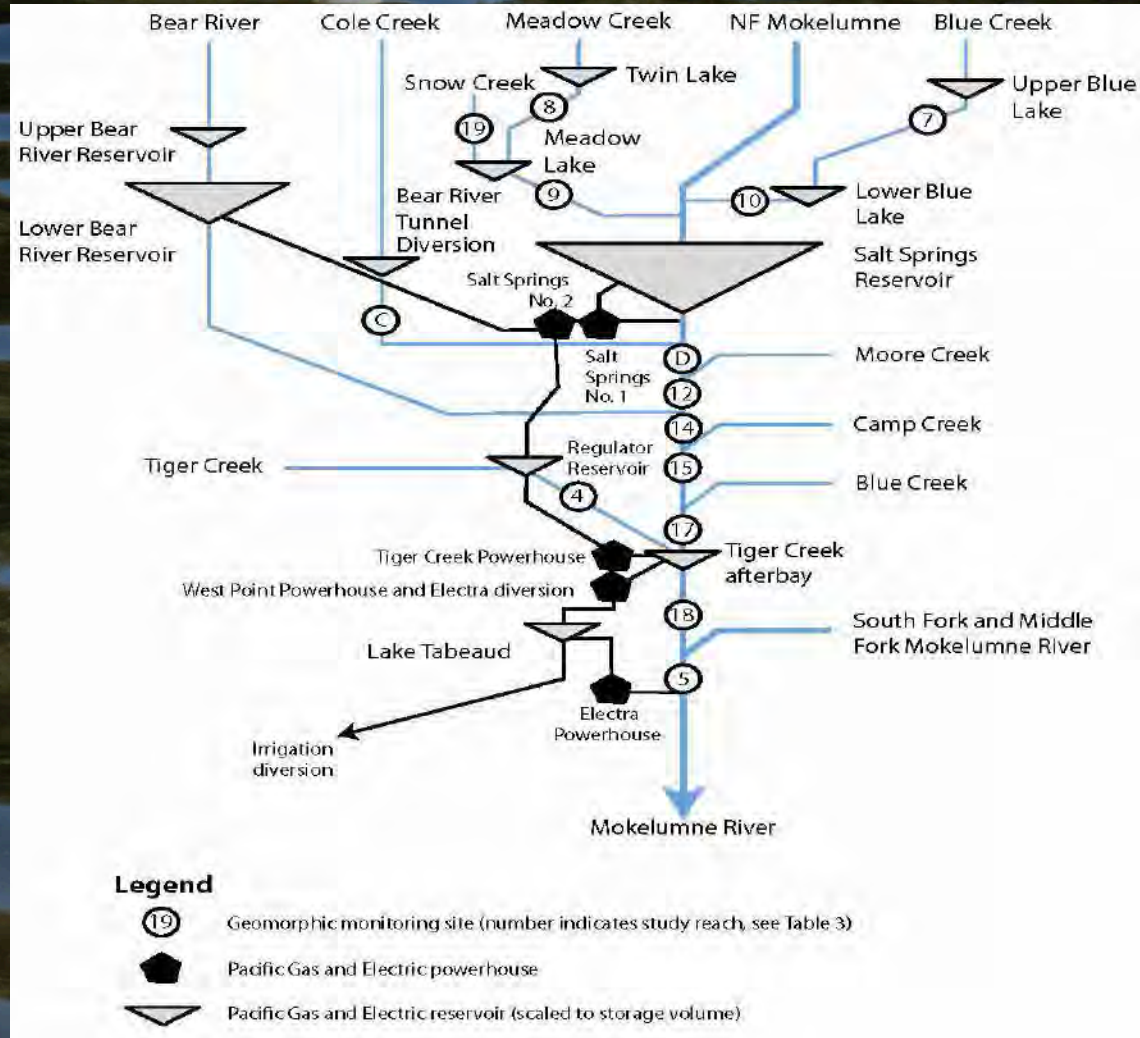 Bear River
Cole Creek
Meadow Creek
NF Mokelumne
Blue Creek
Snow Creek
Twin Lake
Upper Blue
Lake
8
7
19
Upper Bear
River Reservoir
Meadow
Lake
9
10
Lower Blue
Lake
Lower Bear
River Reservoir
Bear River
Tunnel
Diversion
Salt Springs
Reservoir
Salt Springs
No. 2
C
Salt
Springs
No. 1
D
Moore Creek
12
14
Camp Creek
Tiger Creek
Regulator
Reservoir
15
4
Blue Creek
17
Tiger Creek Powerhouse
Tiger Creek
afterbay
West Point Powerhouse and Electra diversion
18
South Fork and Middle
Fork Mokelumne River
Lake Tabeaud
5
Electra
Powerhouse
Irrigation
diversion
Mokelumne River
Legend
19 Geomorphic monitoring site (number indicates study reach, see Table 3)
Pacific Gas and Electric powerhouse
Pacific Gas and Electric reservoir (scaled to storage volume)